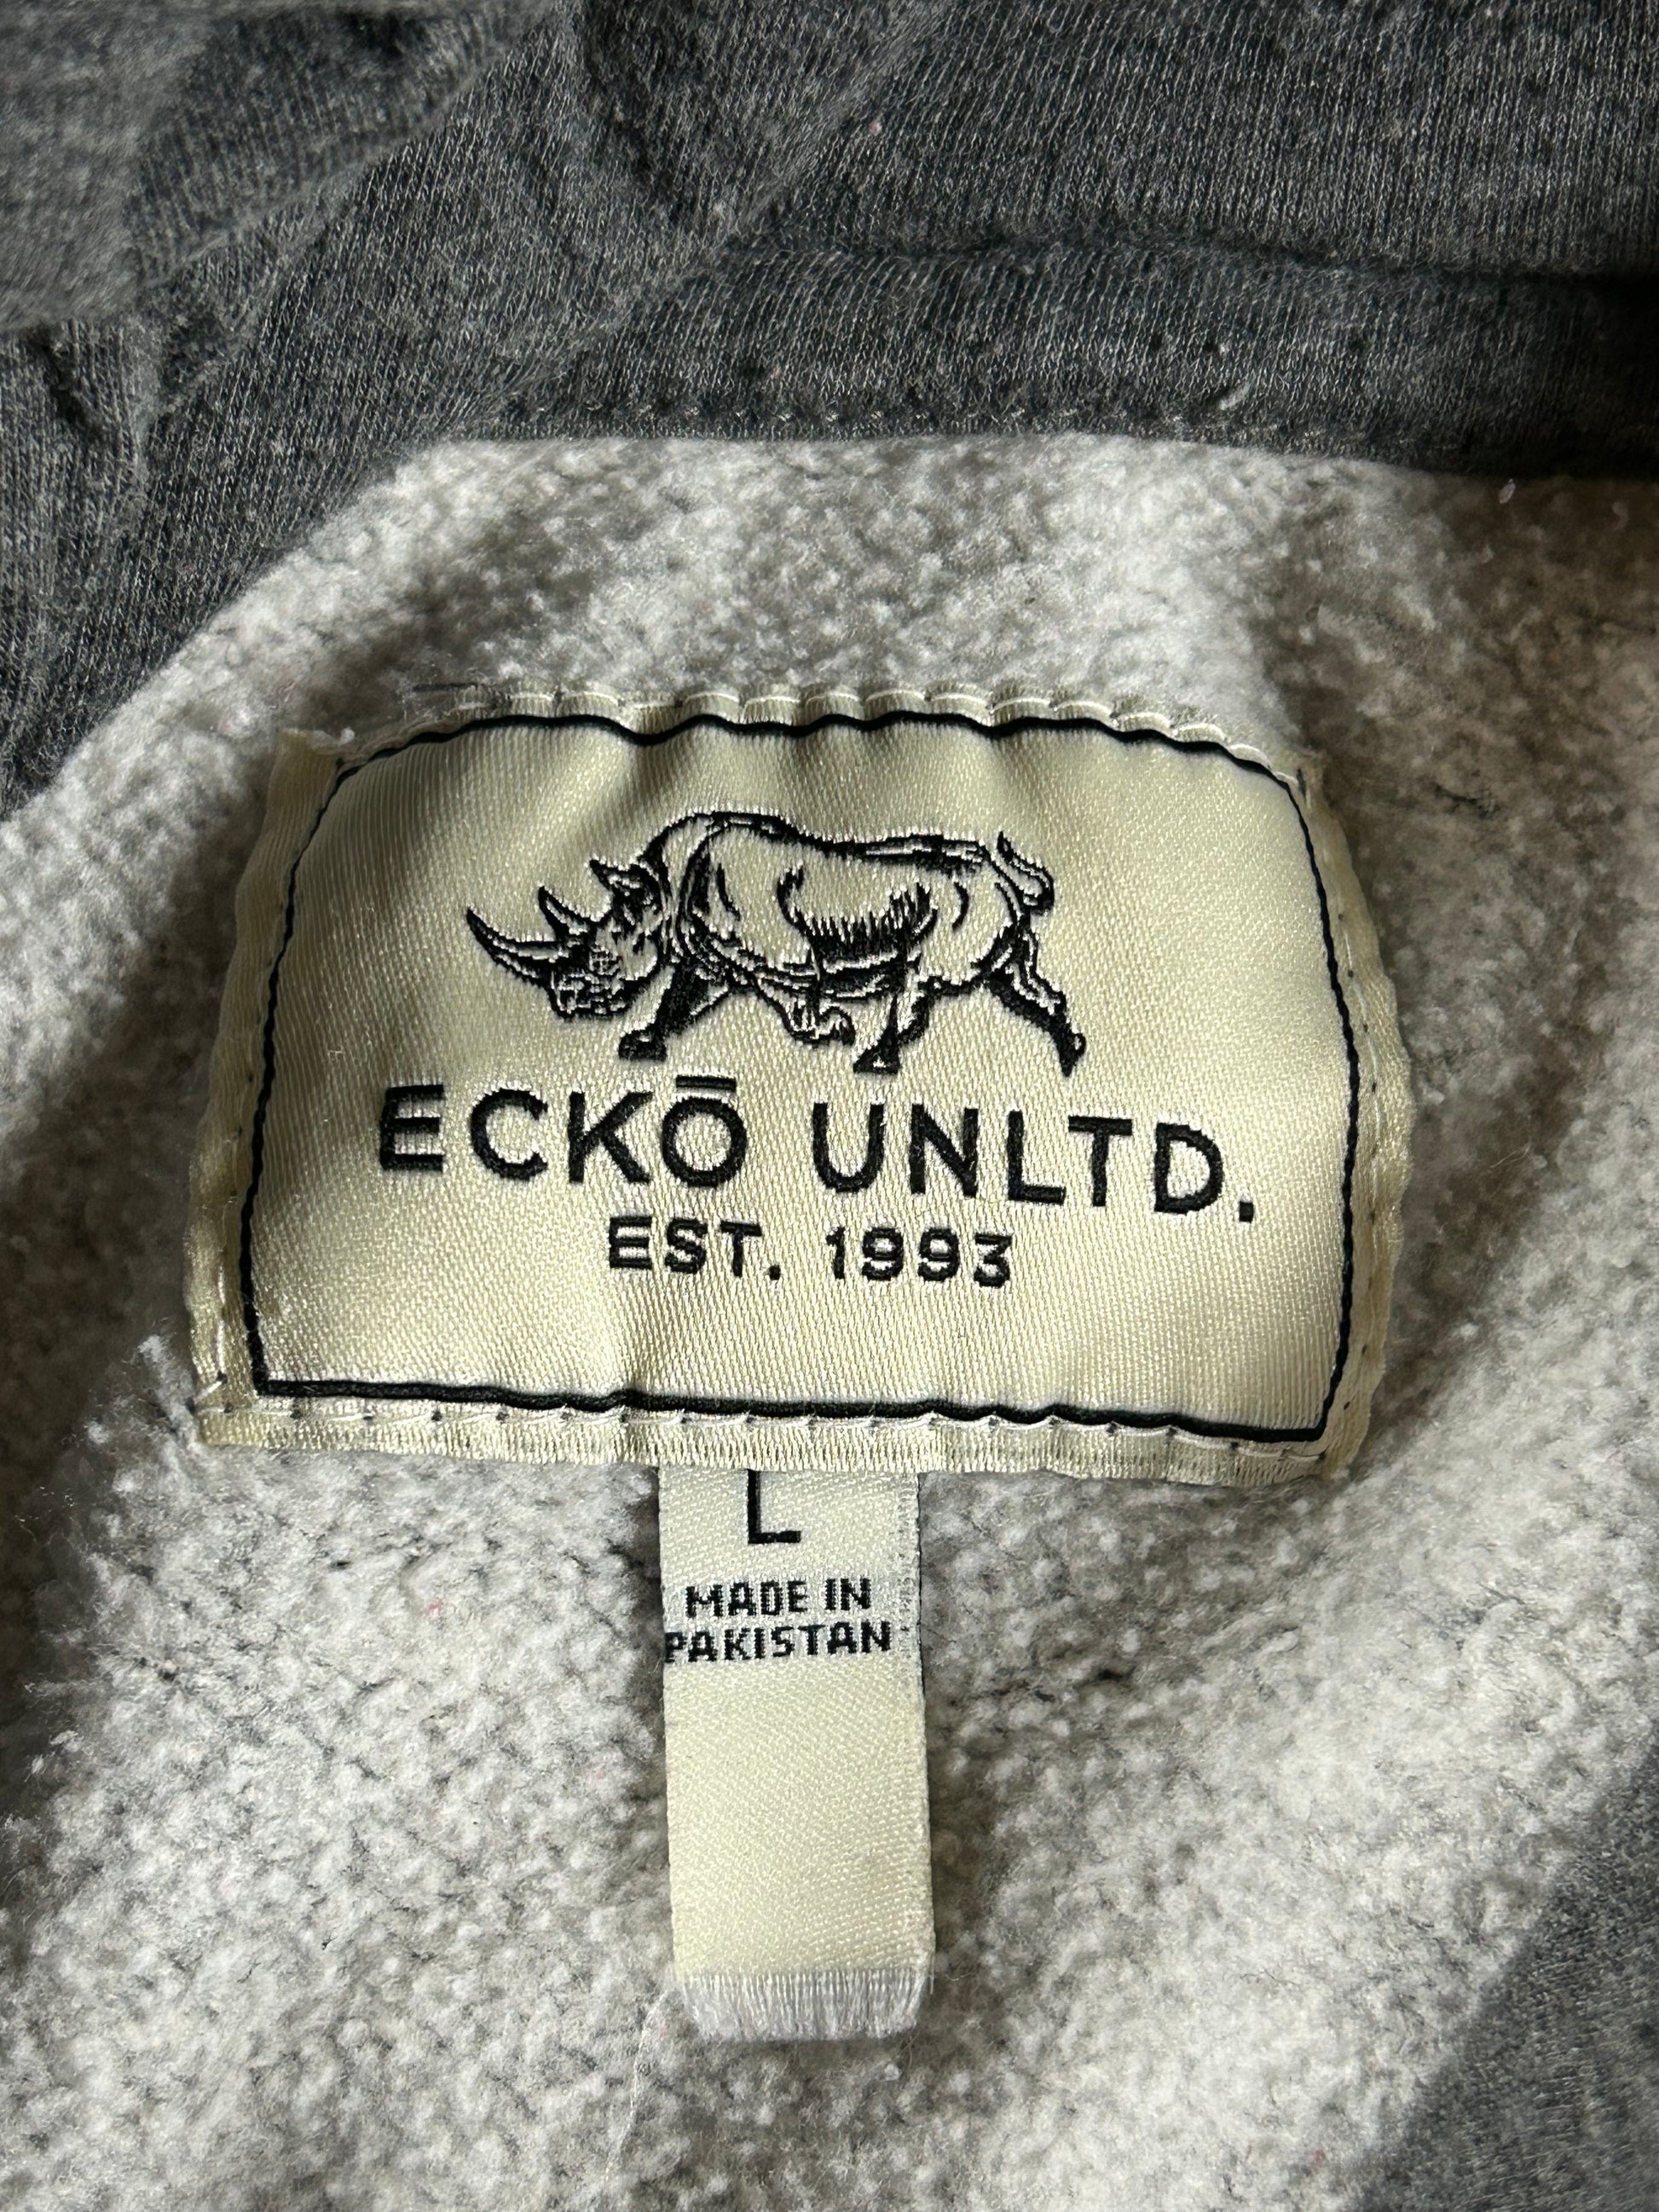 ECKŌ UNLTD.
EST. 1993
L
MADE IN
PAKISTAN